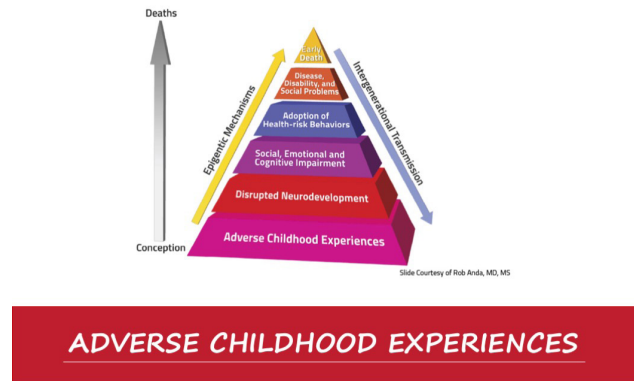 Deaths
Early
Death
Disease,
Disability, and
Social Problems
Adoption of
Health-risk Behaviors
Social, Emotional and
Cognitive Impairment
Disrupted Neurodevelopment
Adverse Childhood Experiences
Epigentic Mechanisms
Intergenerational Transmission
Conception
Slide Courtesy of Rob Anda, MD, MS
ADVERSE CHILDHOOD EXPERIENCES